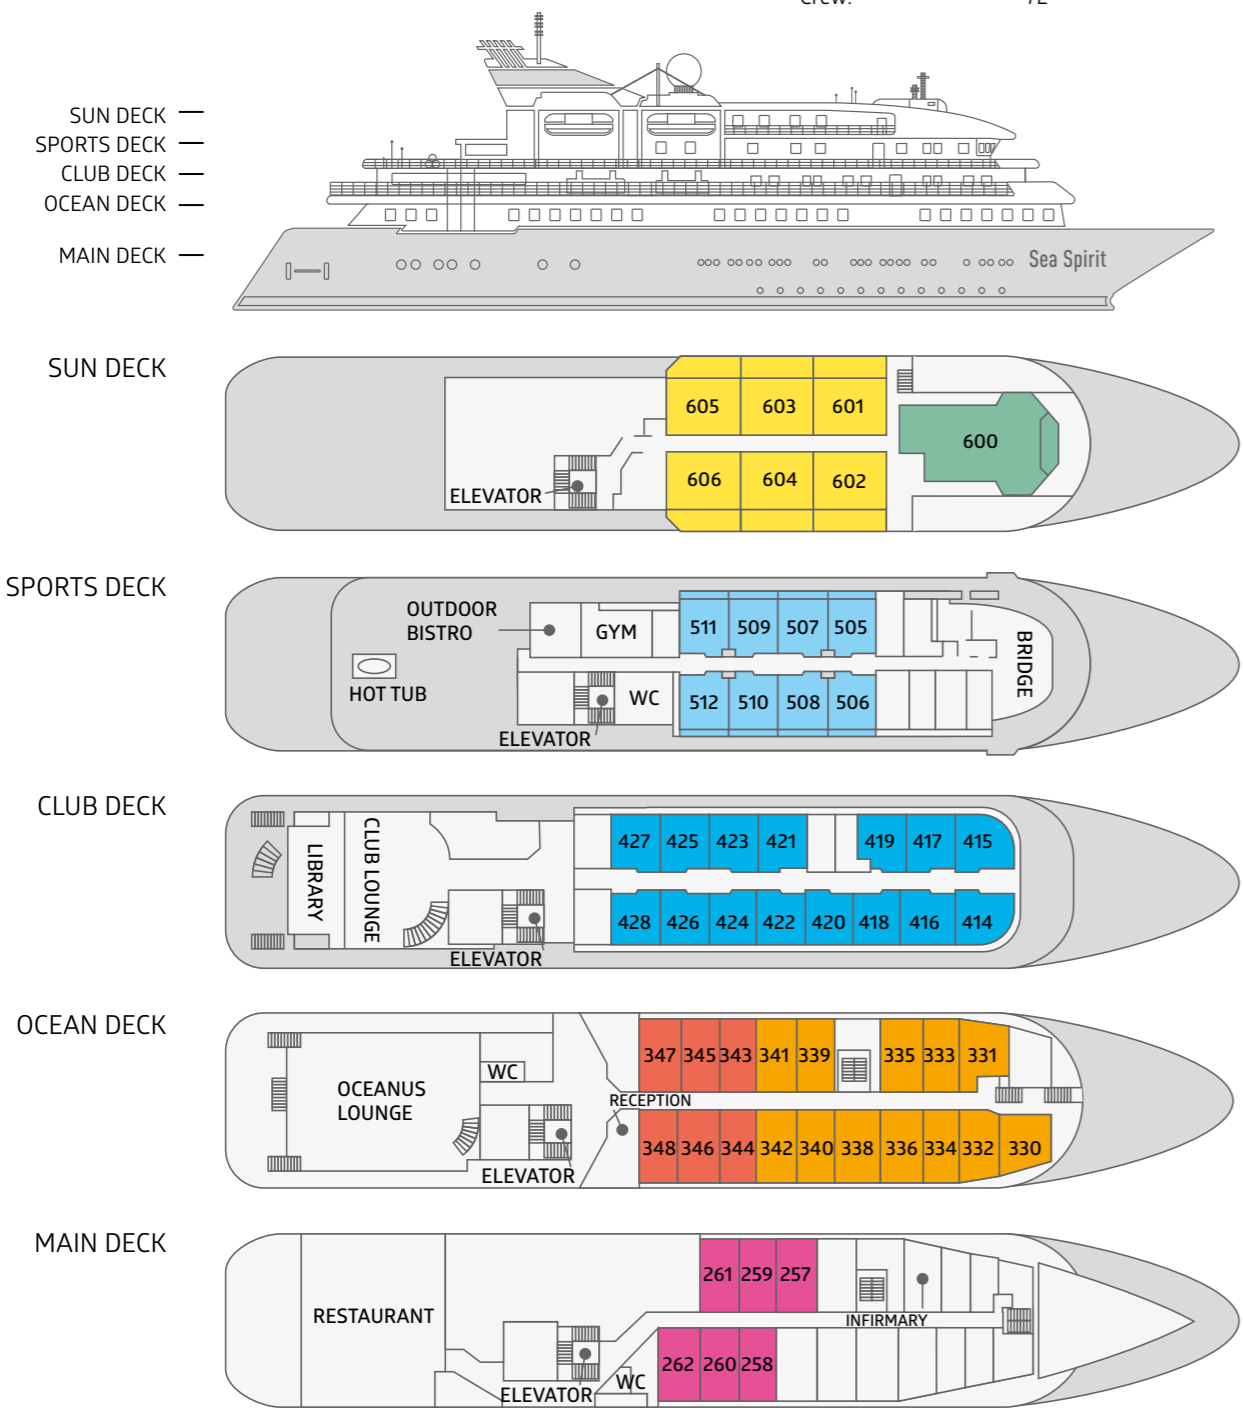 Crew: 72
SUN DECK
SPORTS DECK
CLUB DECK
OCEAN DECK
MAIN DECK
Sea Spirit
SUN DECK
605 603 601
600
606 604 602
ELEVATOR
SPORTS DECK
OUTDOOR
BISTRO
GYM
511 509 507 505
HOT TUB
WC
512 510 508 506
BRIDGE
ELEVATOR
CLUB DECK
LIBRARY
CLUB LOUNGE
427 425 423 421 419 417 415
428 426 424 422 420 418 416 414
ELEVATOR
OCEAN DECK
347 345 343 341 339 335 333 331
WC
OCEANUS
LOUNGE
RECEPTION
348 346 344 342 340 338 336 334 332 330
ELEVATOR
MAIN DECK
261 259 257
RESTAURANT
INFIRMARY
262 260 258
WC
ELEVATOR